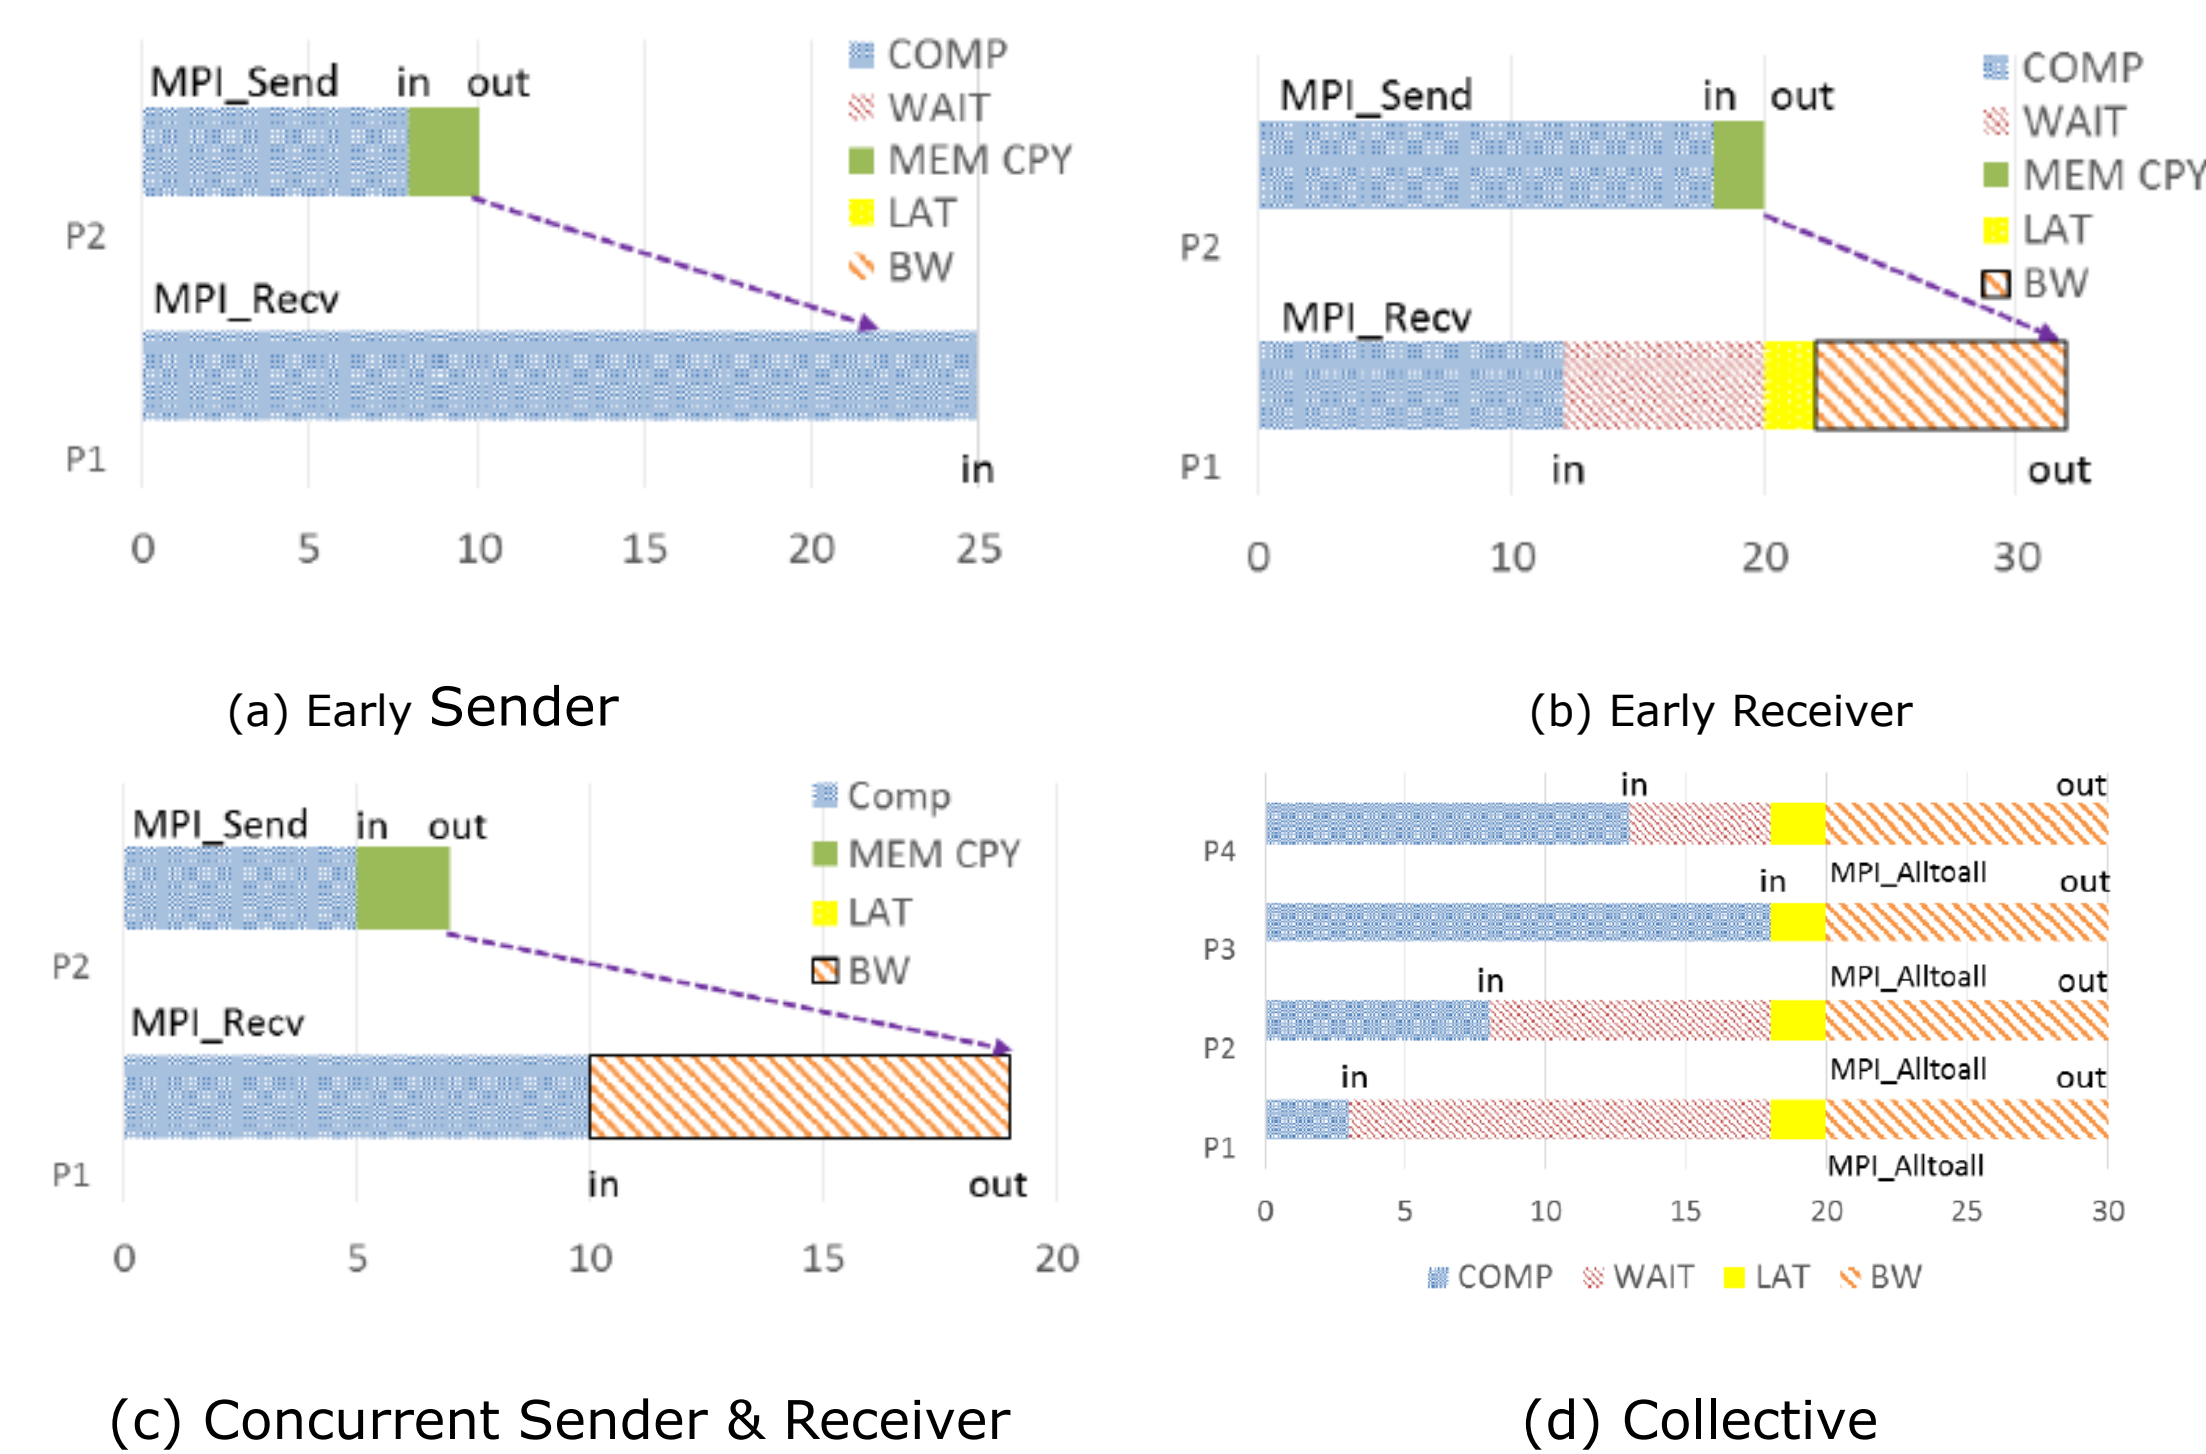 MPI_Send in out
COMP
WAIT
MEM CPY
LAT
BW
P2
MPI_Recv
P1
in
0 5 10 15 20 25
(a) Early Sender
MPI_Send in out
COMP
WAIT
MEM CPY
LAT
BW
P2
MPI_Recv
P1
in out
0 10 20 30
(b) Early Receiver
MPI_Send in out
Comp
MEM CPY
LAT
BW
P2
MPI_Recv
P1
in out
0 5 10 15 20
(c) Concurrent Sender & Receiver
in out
P4
MPI_Alltoall
in out
P3
MPI_Alltoall
in out
P2
MPI_Alltoall
in out
P1
MPI_Alltoall
0 5 10 15 20 25 30
COMP WAIT LAT BW
(d) Collective